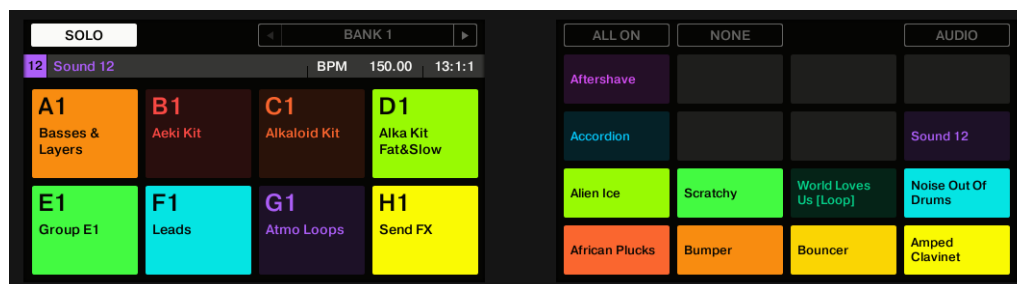 SOLO
BANK 1
12 Sound 12
BPM 150.00 13:1:1
A1
Basses &
Layers
B1
Aeki Kit
C1
Alkaloid Kit
D1
Alka Kit
Fat&Slow
E1
Group E1
F1
Leads
G1
Atmo Loops
H1
Send FX
ALL ON
NONE
AUDIO
Aftershave
Accordion
Sound 12
Alien Ice
Scratchy
World Loves
Us [Loop]
Noise Out Of
Drums
African Plucks
Bumper
Bouncer
Amped
Clavinet